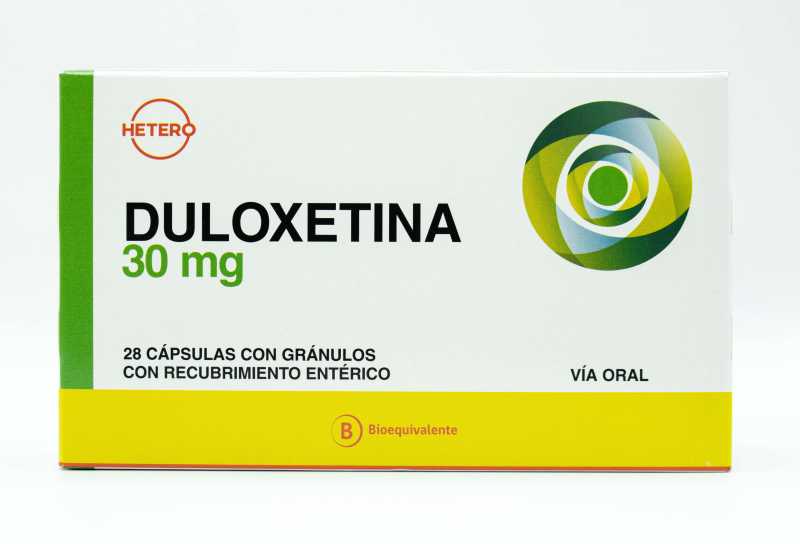 HETERO
DULOXETINA
30 mg
28 CÁPSULAS CON GRÁNULOS
CON RECUBRIMIENTO ENTÉRICO
VÍA ORAL
B Bioequivalente